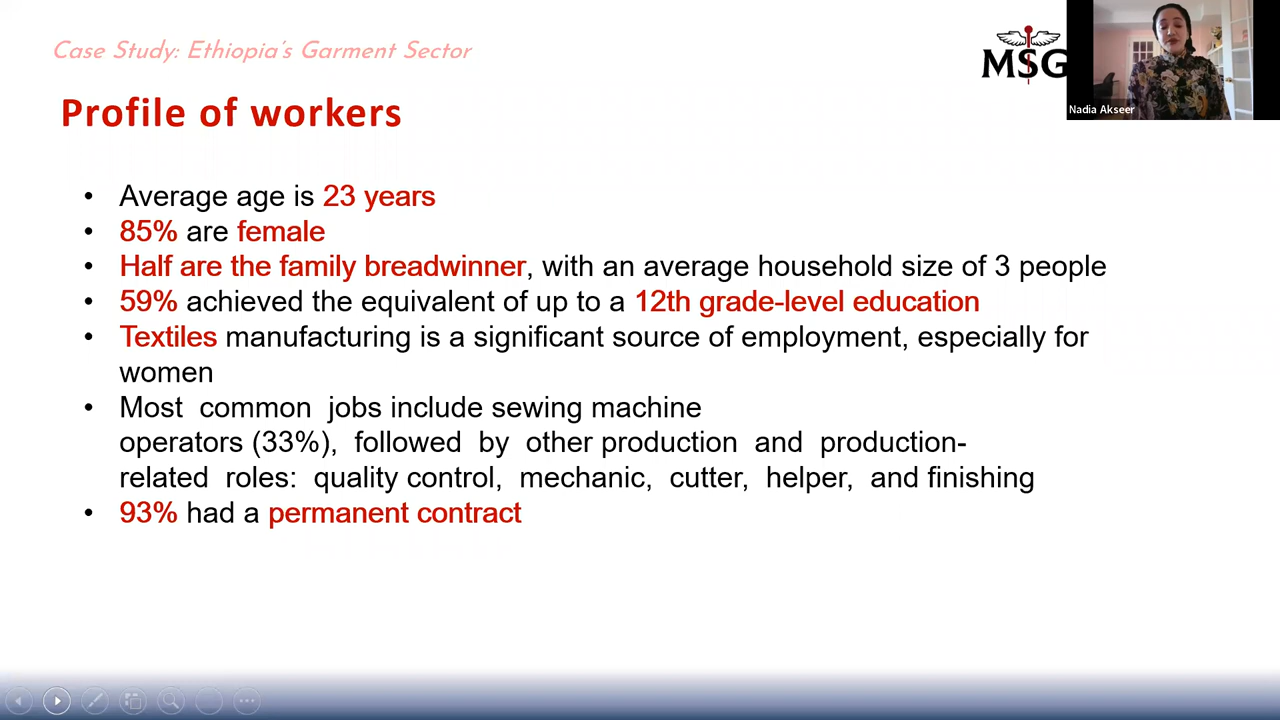 Case Study: Ethiopia's Garment Sector
MSG
Nadia Akseer
Profile of workers
• Average age is 23 years
• 85% are female
• Half are the family breadwinner, with an average household size of 3 people
• 59% achieved the equivalent of up to a 12th grade-level education
• Textiles manufacturing is a significant source of employment, especially for
women
• Most common jobs include sewing machine
operators (33%), followed by other production and production-
related roles: quality control, mechanic, cutter, helper, and finishing
• 93% had a permanent contract